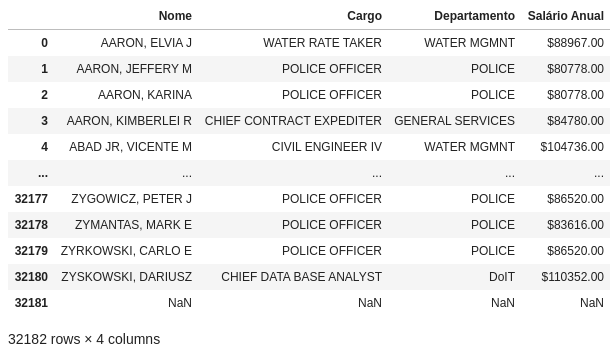 Nome Cargo Departamento Salário Anual
0 AARON, ELVIA J WATER RATE TAKER WATER MGMNT $88967.00
1 AARON, JEFFERY M POLICE OFFICER POLICE $80778.00
2 AARON, KARINA POLICE OFFICER POLICE $80778.00
3 AARON, KIMBERLEI R CHIEF CONTRACT EXPEDITER GENERAL SERVICES $84780.00
4 ABAD JR, VICENTE M CIVIL ENGINEER IV WATER MGMNT $104736.00
... ... ... ... ...
32177 ZYGOWICZ, PETER J POLICE OFFICER POLICE $86520.00
32178 ZYMANTAS, MARK E POLICE OFFICER POLICE $83616.00
32179 ZYRKOWSKI, CARLO E POLICE OFFICER POLICE $86520.00
32180 ZYSKOWSKI, DARIUSZ CHIEF DATA BASE ANALYST DoIT $110352.00
32181 NaN NaN NaN NaN
32182 rows × 4 columns